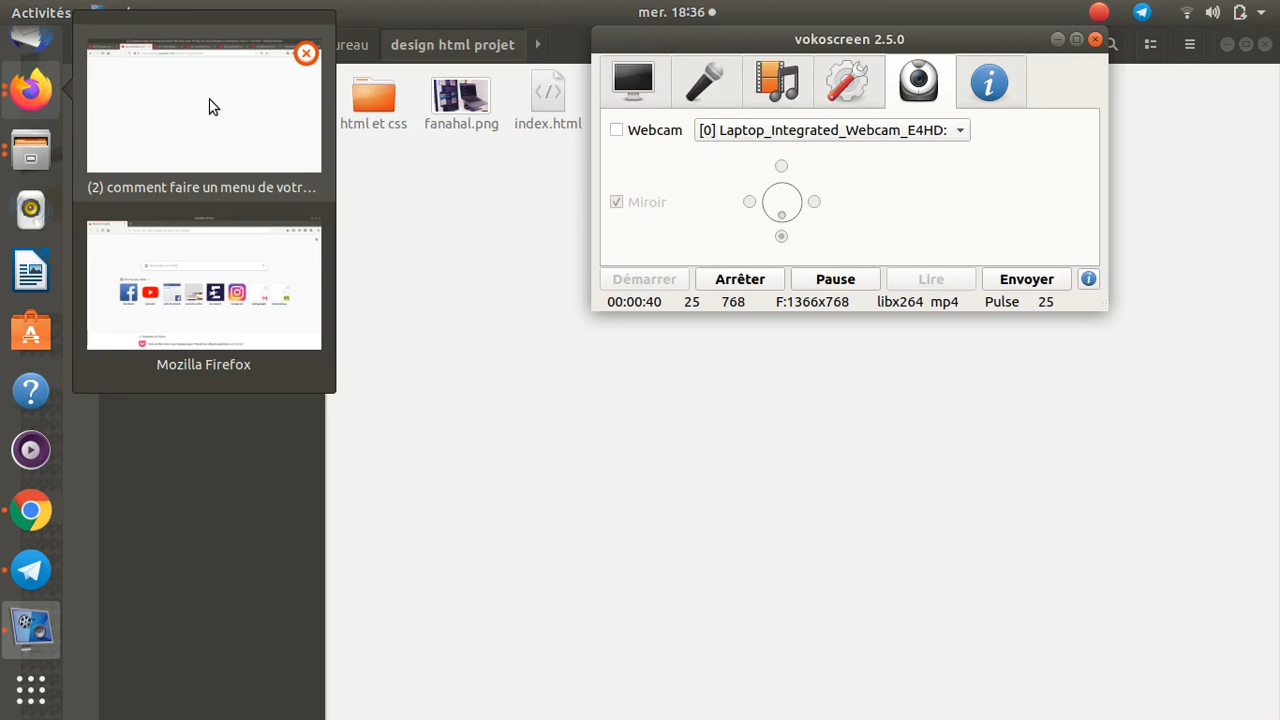 Activités
mer. 18:36
(2) comment faire un menu de votr…
Mozilla Firefox
ureau
design html projet
html et css
fanahal.png
index.html
vokoscreen 2.5.0
Webcam
[0] Laptop_Integrated_Webcam_E4HD:
Miroir
Démarrer
Arrêter
Pause
Lire
Envoyer
00:00:40 25 768 F:1366x768 libx264 mp4 Pulse 25